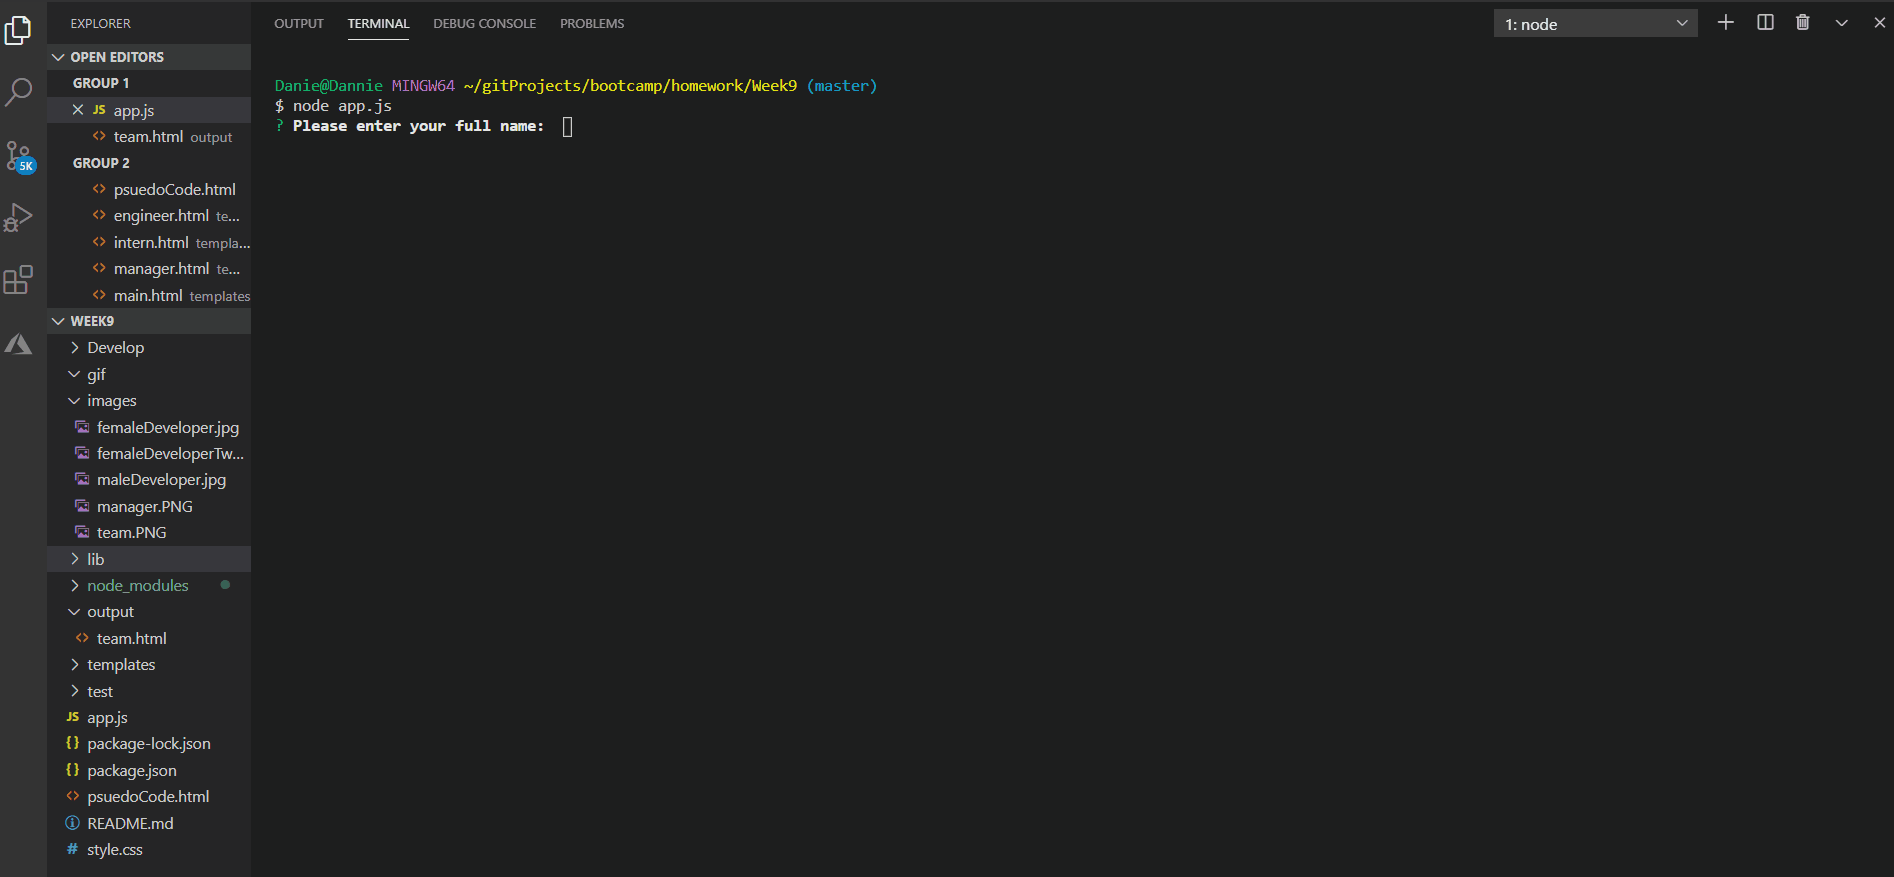 EXPLORER
OPEN EDITORS
GROUP 1
JS app.js
team.html output
GROUP 2
psuedoCode.html
engineer.html te...
intern.html templa...
manager.html te...
main.html templates
WEEK9
Develop
gif
images
femaleDeveloper.jpg
femaleDeveloperTw...
maleDeveloper.jpg
manager.PNG
team.PNG
lib
node_modules
output
team.html
templates
test
JS app.js
{} package-lock.json
{} package.json
psuedoCode.html
README.md
# style.css
5K
OUTPUT TERMINAL DEBUG CONSOLE PROBLEMS
1: node
Danie@Dannie MINGW64 ~/gitProjects/bootcamp/homework/Week9 (master)
$ node app.js
? Please enter your full name: